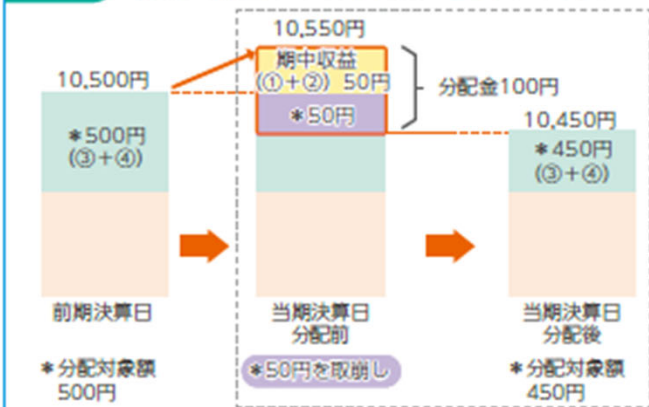 10,550円
期中収益
(①+②) 50円
*50円
分配金100円
10,500円
*500円
(③+④)
10,450円
*450円
(③+④)
前期決算日
当期決算日
分配前
当期決算日
分配後
*分配対象額
500円
*50円を取崩し
*分配対象額
450円